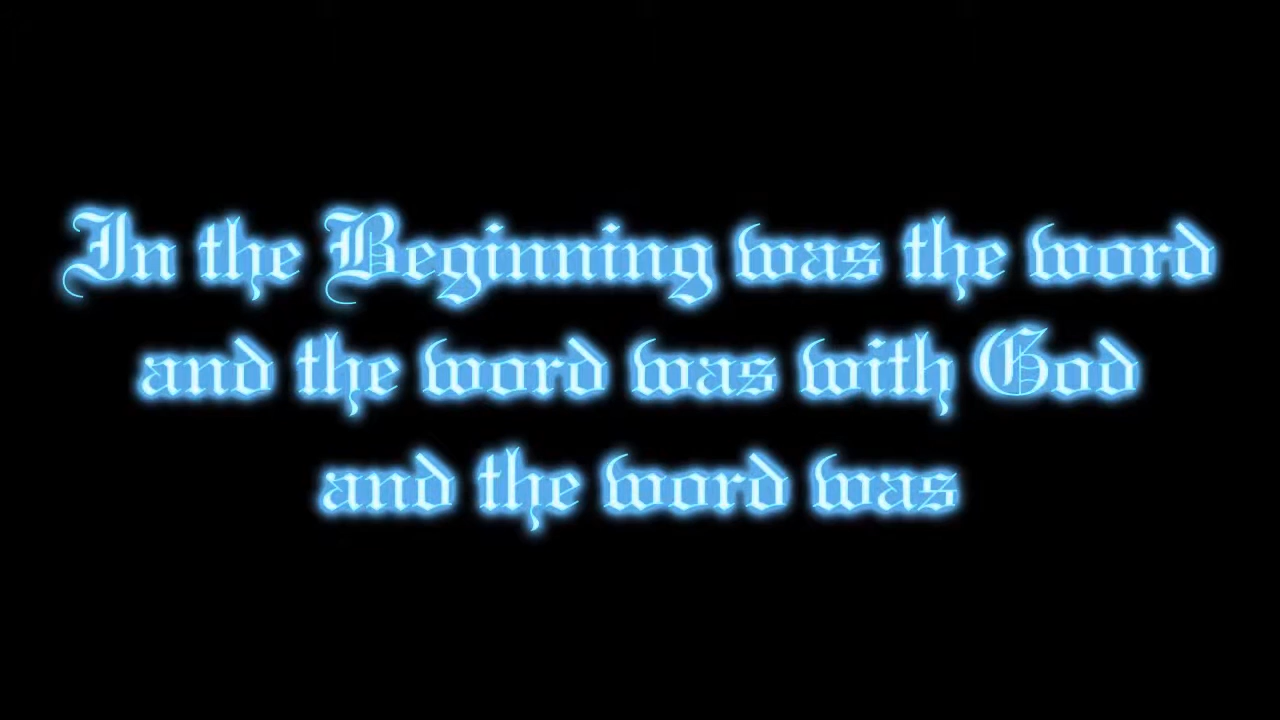 In the Beginning was the word
and the word was with God
and the word was